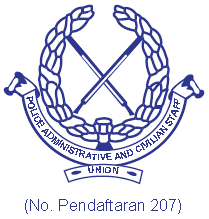 POLICE ADMINISTRATIVE AND CIVILIAN STAFF
UNION
(No. Pendaftaran 207)